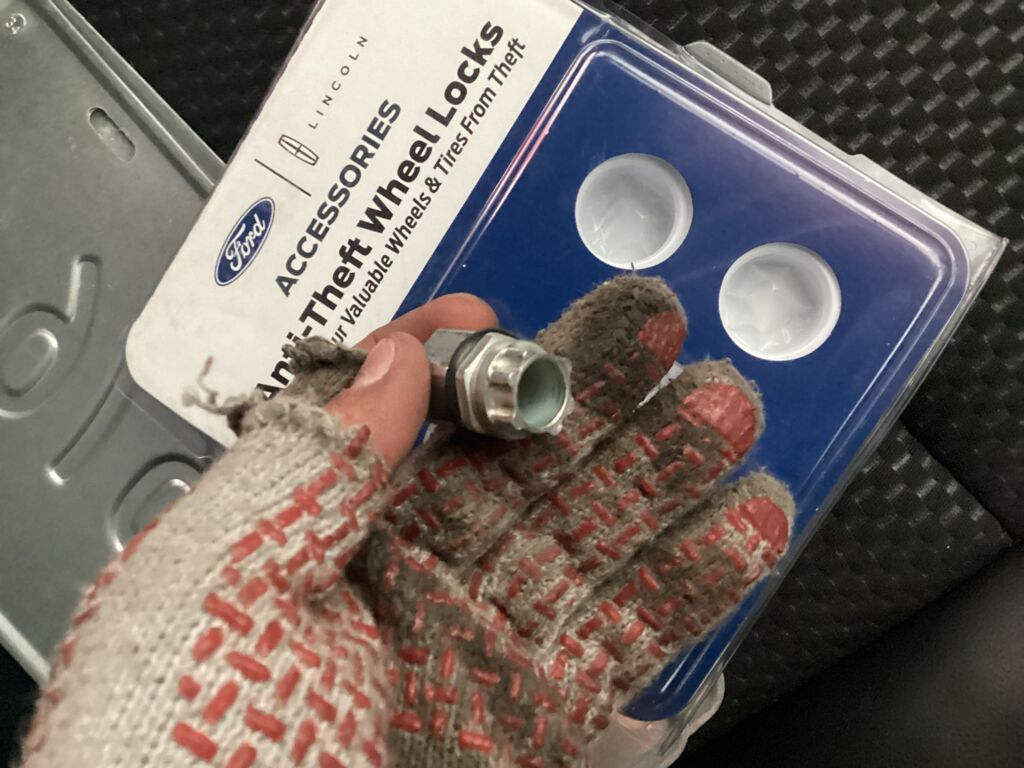 LINCOLN
Ford
ACCESSORIES
Anti-Theft Wheel Locks
Valuable Wheels & Tires From Theft